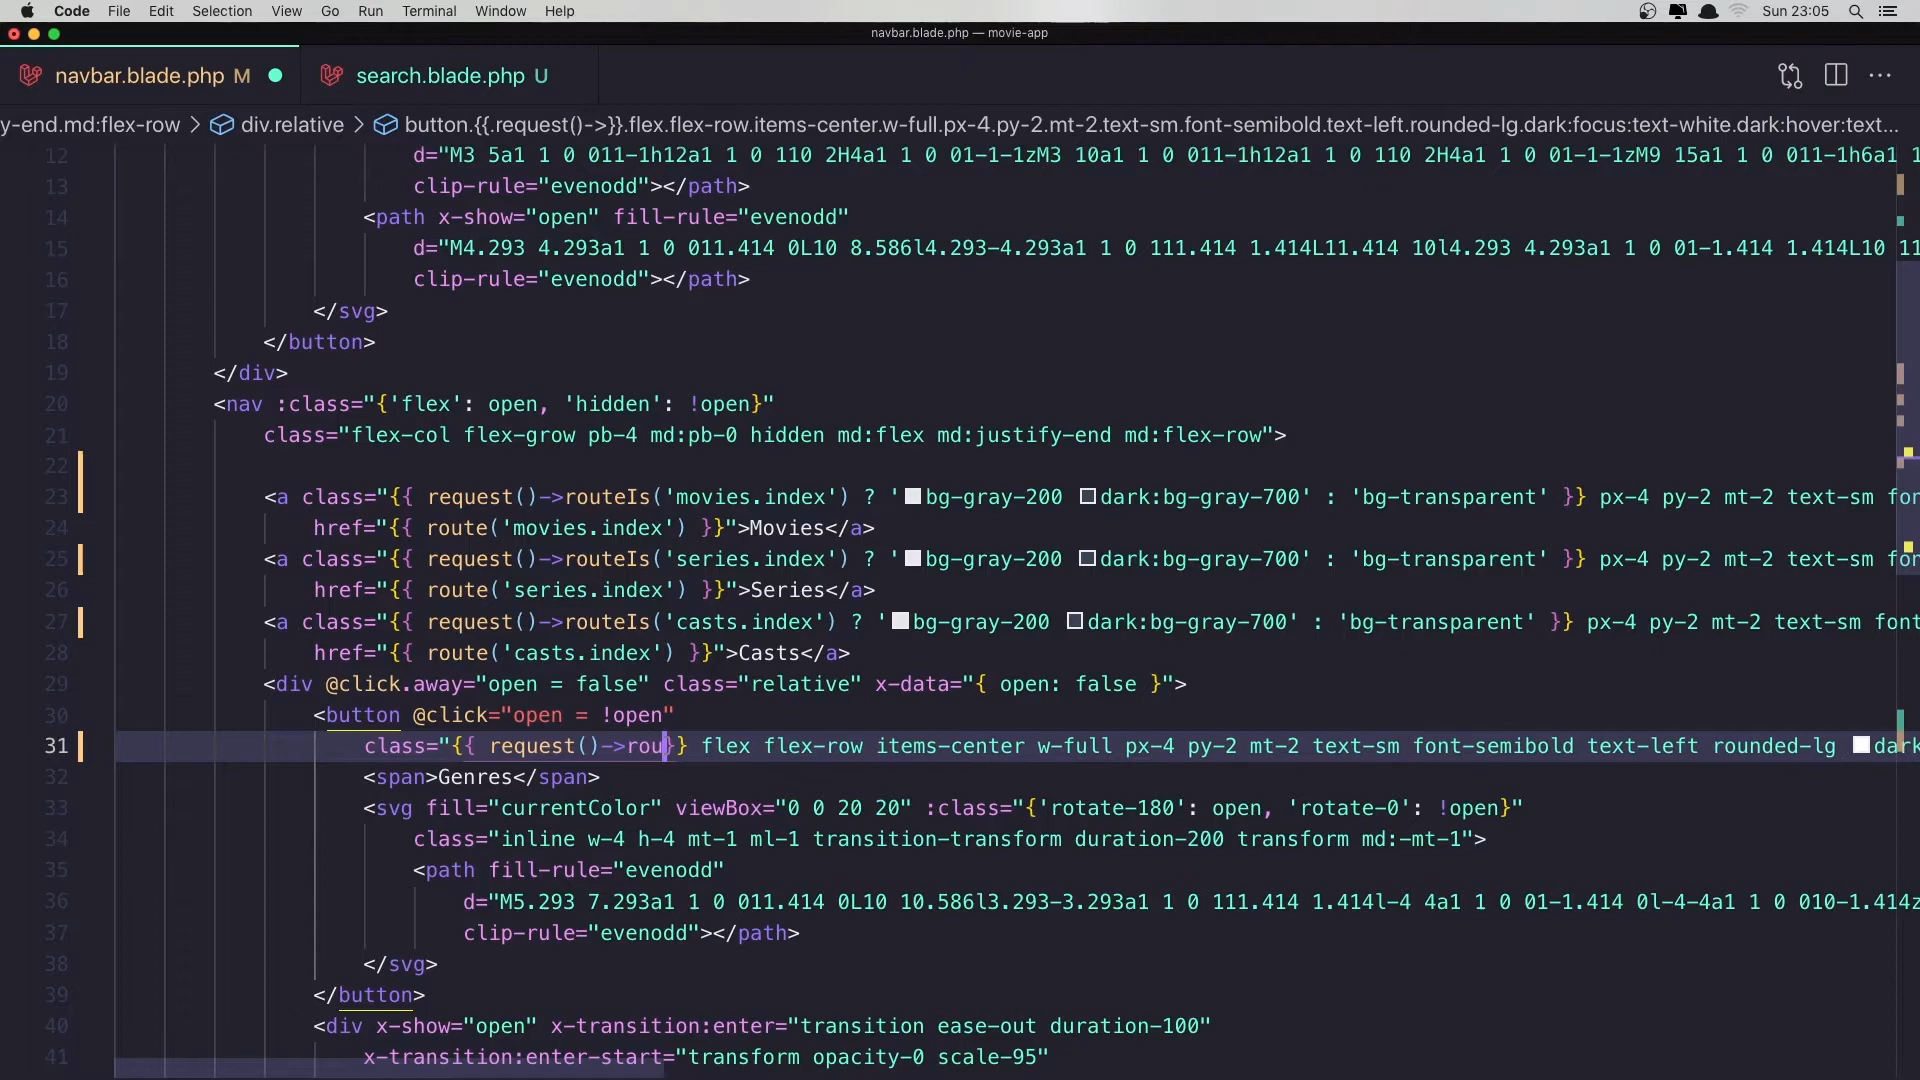 Code File Edit Selection View Go Run Terminal Window Help Sun 23:05
navbar.blade.php — movie-app
navbar.blade.php M search.blade.php U
y-end.md:flex-row > div.relative > button.{{.request()->}}.flex.flex-row.items-center.w-full.px-4.py-2.mt-2.text-sm.font-semibold.text-left.rounded-lg.dark:focus:text-white.dark:hover:text...
12 d="M3 5a1 1 0 011-1h12a1 1 0 110 2H4a1 1 0 01-1-1zM3 10a1 1 0 011-1h12a1 1 0 110 2H4a1 1 0 01-1-1zM9 15a1 1 0 011-1h6a1 1
13 clip-rule="evenodd"></path>
14 <path x-show="open" fill-rule="evenodd"
15 d="M4.293 4.293a1 1 0 011.414 0L10 8.586l4.293-4.293a1 1 0 111.414 1.414L11.414 10l4.293 4.293a1 1 0 01-1.414 1.414L10 11
16 clip-rule="evenodd"></path>
17 </svg>
18 </button>
19 </div>
20 <nav :class="{'flex': open, 'hidden': !open}"
21 class="flex-col flex-grow pb-4 md:pb-0 hidden md:flex md:justify-end md:flex-row">
22
23 <a class="{{ request()->routeIs('movies.index') ? 'bg-gray-200 dark:bg-gray-700' : 'bg-transparent' }} px-4 py-2 mt-2 text-sm fon
24 href="{{ route('movies.index') }}">Movies</a>
25 <a class="{{ request()->routeIs('series.index') ? 'bg-gray-200 dark:bg-gray-700' : 'bg-transparent' }} px-4 py-2 mt-2 text-sm fon
26 href="{{ route('series.index') }}">Series</a>
27 <a class="{{ request()->routeIs('casts.index') ? 'bg-gray-200 dark:bg-gray-700' : 'bg-transparent' }} px-4 py-2 mt-2 text-sm font
28 href="{{ route('casts.index') }}">Casts</a>
29 <div @click.away="open = false" class="relative" x-data="{ open: false }">
30 <button @click="open = !open"
31 class="{{ request()->rou}} flex flex-row items-center w-full px-4 py-2 mt-2 text-sm font-semibold text-left rounded-lg dark
32 <span>Genres</span>
33 <svg fill="currentColor" viewBox="0 0 20 20" :class="{'rotate-180': open, 'rotate-0': !open}"
34 class="inline w-4 h-4 mt-1 ml-1 transition-transform duration-200 transform md:-mt-1">
35 <path fill-rule="evenodd"
36 d="M5.293 7.293a1 1 0 011.414 0L10 10.586l3.293-3.293a1 1 0 111.414 1.414l-4 4a1 1 0 01-1.414 0l-4-4a1 1 0 010-1.414z
37 clip-rule="evenodd"></path>
38 </svg>
39 </button>
40 <div x-show="open" x-transition:enter="transition ease-out duration-100"
41 x-transition:enter-start="transform opacity-0 scale-95"